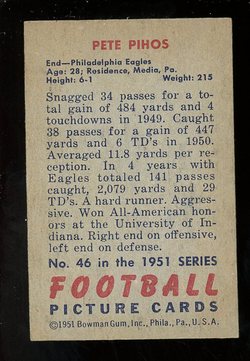 PETE PIHOS
End—Philadelphia Eagles
Age: 28; Residence, Media, Pa.
Height: 6-1 Weight: 215
Snagged 34 passes for a to-
tal gain of 484 yards and 4
touchdowns in 1949. Caught
38 passes for a gain of 447
yards and 6 TD's in 1950.
Averaged 11.8 yards per re-
ception. In 4 years with
Eagles totaled 141 passes
caught, 2,079 yards and 29
TD's. A hard runner. Aggres-
sive. Won All-American hon-
ors at the University of In-
diana. Right end on offensive,
left end on defense.
No. 46 in the 1951 SERIES
FOOTBALL
PICTURE CARDS
©1951 Bowman Gum, Inc., Phila., Pa., U.S.A.